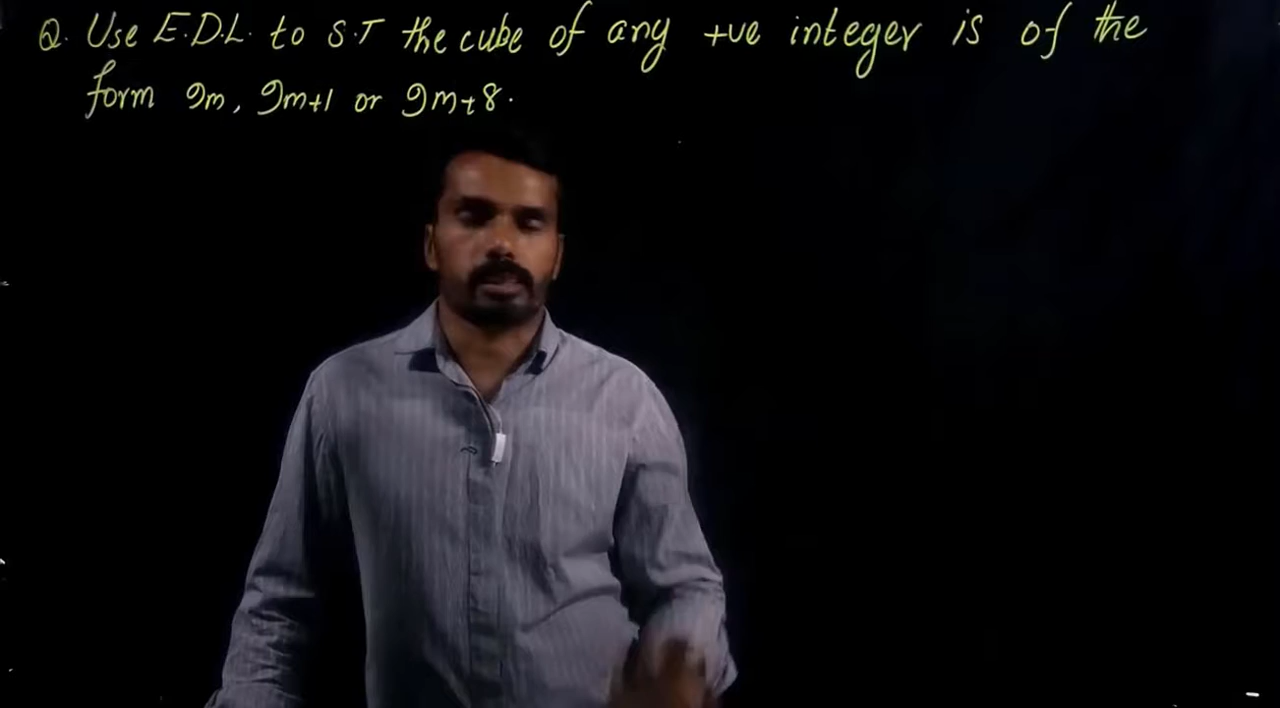 Q. Use E.D.L. to S.T the cube of any +ve integer is of the
form 9m, 9m+1 or 9m+8.